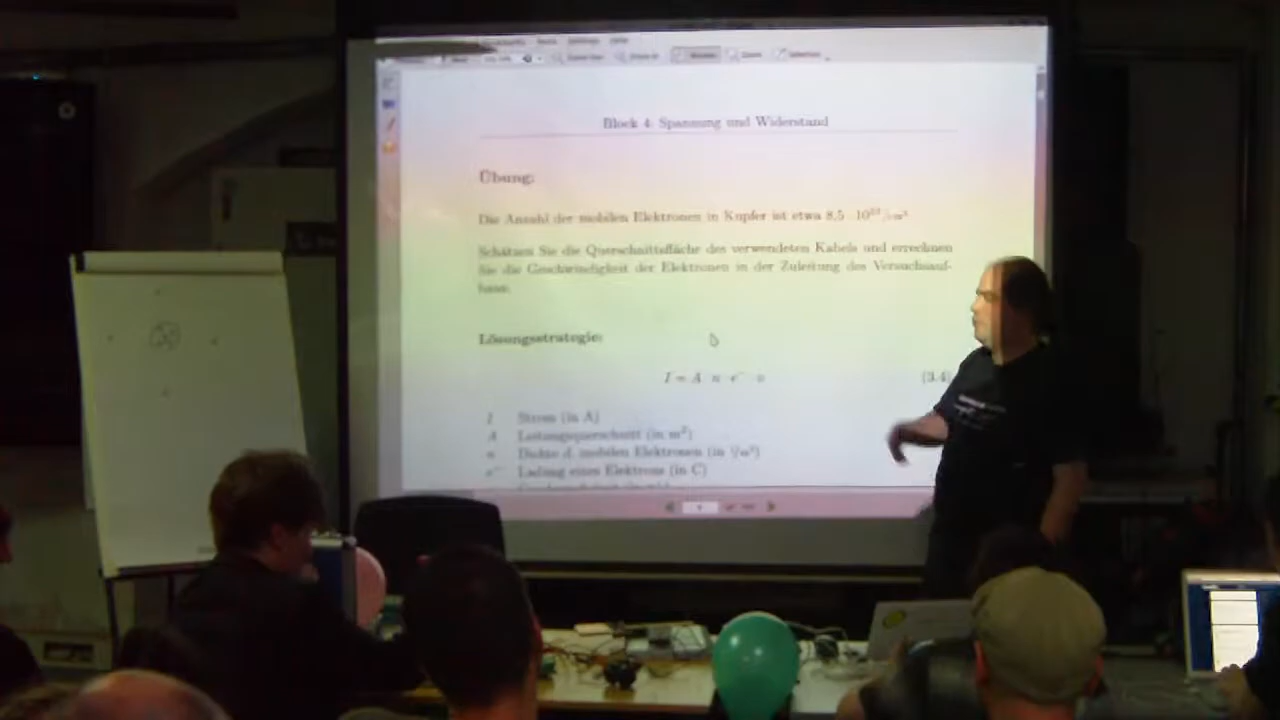 Block 4: Spannung und Widerstand
Übung:
Die Anzahl der mobilen Elektronen in Kupfer ist etwa 8,5 · 10
Schätzen Sie die Querschnittsfläche des verwendeten Kabels und errechnen
Sie die Geschwindigkeit der Elektronen in der Zuleitung des Versuchsauf-
baus.
Lösungsstrategie:
I = A · n · e⁻ · v (3.4)
I Strom (in A)
A Leitungsquerschnitt (in m²)
n Dichte d. mobilen Elektronen (in 1/m³)
e⁻ Ladung eines Elektrons (in C)